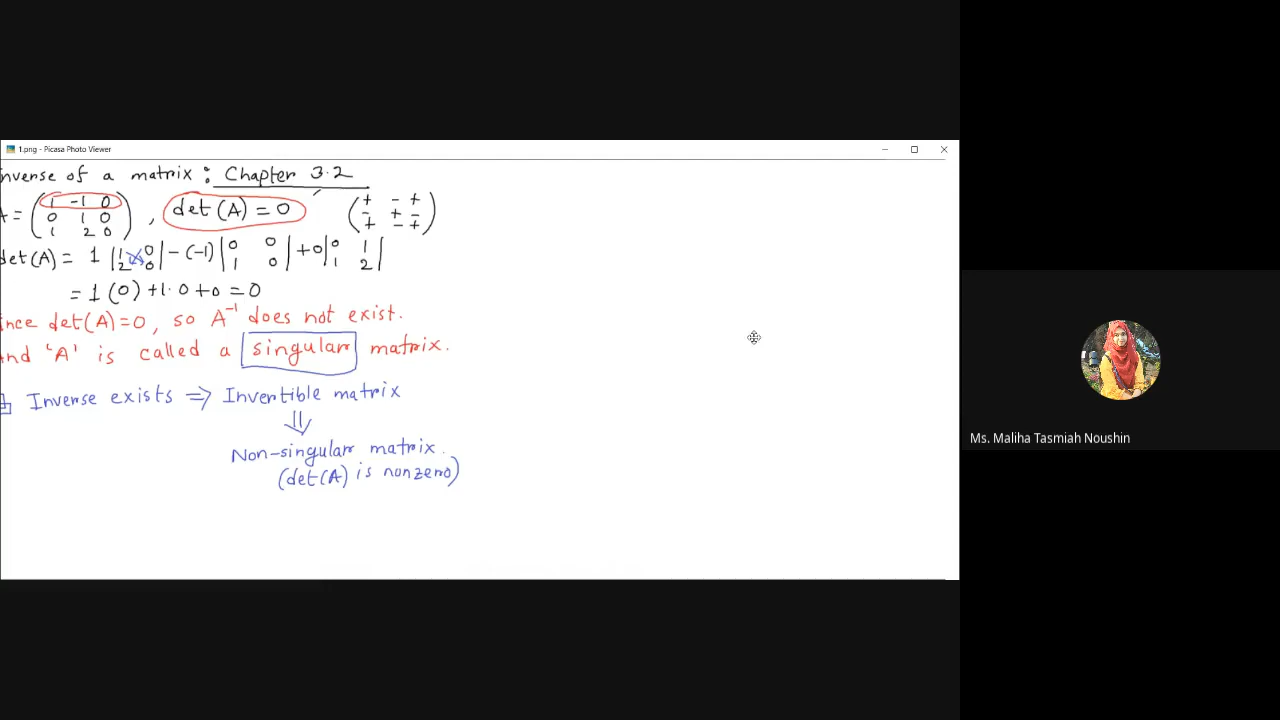 1.png - Picasa Photo Viewer
nverse of a matrix : Chapter 3.2
A = (1 -1 0
0 1 0
1 2 0) , det(A) = 0 (+ - +
- + -
+ - +)
det(A) = 1 |1 0
2 0| - (-1) |0 0
1 0| + 0 |0 1
1 2|
= 1 (0) + 1.0 + 0 = 0
ince det(A) = 0, so A⁻¹ does not exist.
nd 'A' is called a singular matrix.
Inverse exists ⇒ Invertible matrix
⇓
Non-singular matrix.
(det(A) is nonzero)
Ms. Maliha Tasmiah Noushin